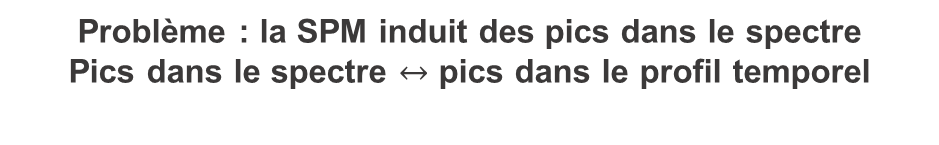 Problème : la SPM induit des pics dans le spectre
Pics dans le spectre ↔ pics dans le profil temporel